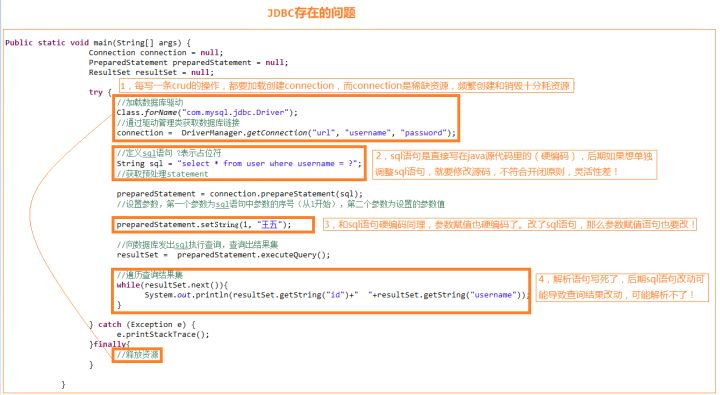 JDBC存在的问题
Public static void main(String[] args) {
Connection connection = null;
PreparedStatement preparedStatement = null;
ResultSet resultSet = null;
1，每写一条crud的操作，都要加载创建connection，而connection是稀缺资源，频繁创建和销毁十分耗资源！
try {
//加载数据库驱动
Class.forName("com.mysql.jdbc.Driver");
//通过驱动管理类获取数据库链接
connection = DriverManager.getConnection("url", "username", "password");
//定义sql语句 ?表示占位符
String sql = "select * from user where username = ?";
//获取预处理statement
2，sql语句是直接写在java源代码里的（硬编码），后期如果想单独
调整sql语句，就要修改源码，不符合开闭原则，灵活性差！
preparedStatement = connection.prepareStatement(sql);
//设置参数，第一个参数为sql语句中参数的序号（从1开始），第二个参数为设置的参数值
preparedStatement.setString(1, "王五");
3，和sql语句硬编码同理，参数赋值也硬编码了。改了sql语句，那么参数赋值语句也要改！
//向数据库发出sql执行查询，查询出结果集
resultSet = preparedStatement.executeQuery();
//遍历查询结果集
while(resultSet.next()){
System.out.println(resultSet.getString("id")+" "+resultSet.getString("username"));
}
4，解析语句写死了，后期sql语句改动可
能导致查询结果改动，可能解析不了！
} catch (Exception e) {
e.printStackTrace();
}finally{
//释放资源
}
}